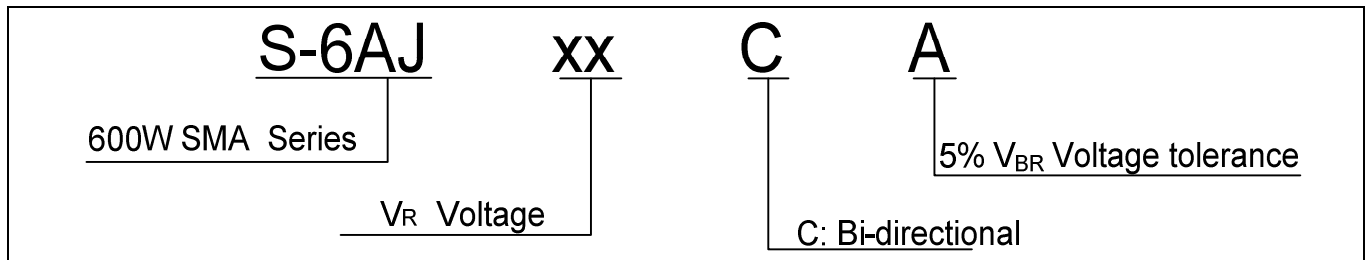 S-6AJ xx C A
600W SMA Series
5% VBR Voltage tolerance
VR Voltage
C: Bi-directional